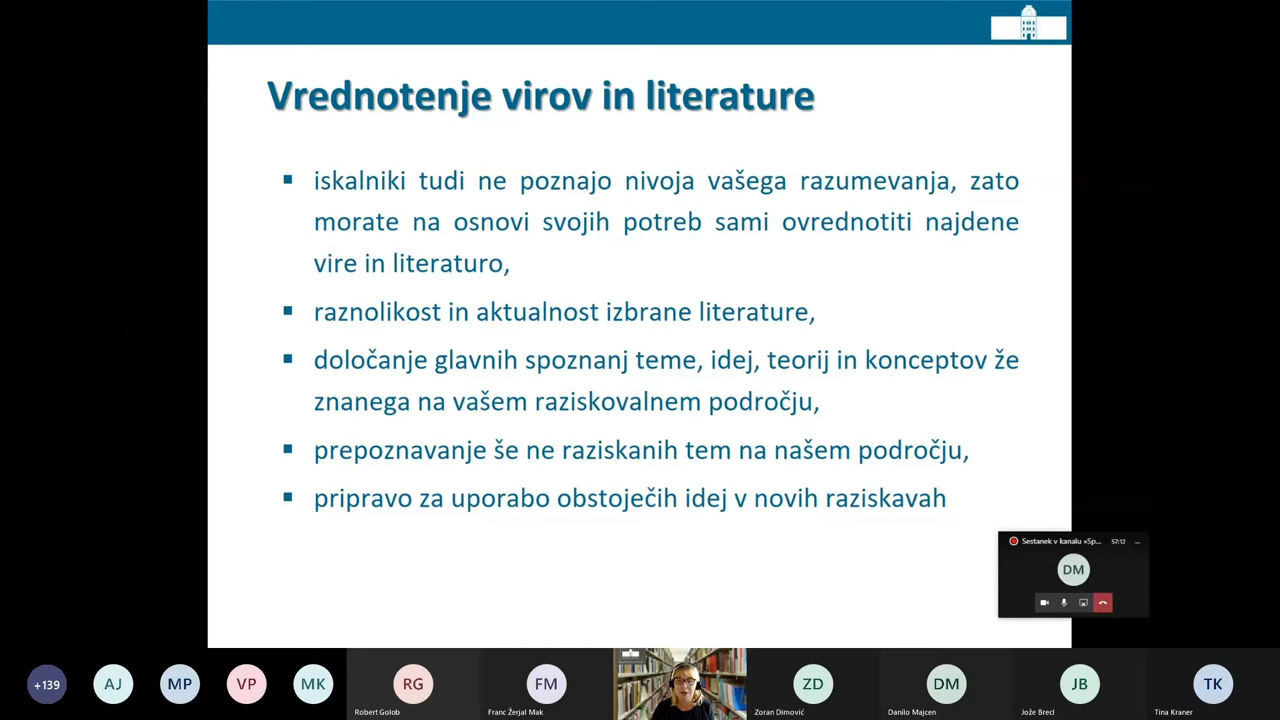 Vrednotenje virov in literature
iskalniki tudi ne poznajo nivoja vašega razumevanja, zato
morate na osnovi svojih potreb sami ovrednotiti najdene
vire in literaturo,
raznolikost in aktualnost izbrane literature,
določanje glavnih spoznanj teme, idej, teorij in konceptov že
znanega na vašem raziskovalnem področju,
prepoznavanje še ne raziskanih tem na našem področju,
pripravo za uporabo obstoječih idej v novih raziskavah
Sestanek v kanalu »Sp... 57:12
DM
+139 AJ MP VP MK RG FM ZD DM JB TK
Robert Golob Franc Žerjal Mak Zoran Dimovič Danilo Majcen Jože Brecl Tina Kraner